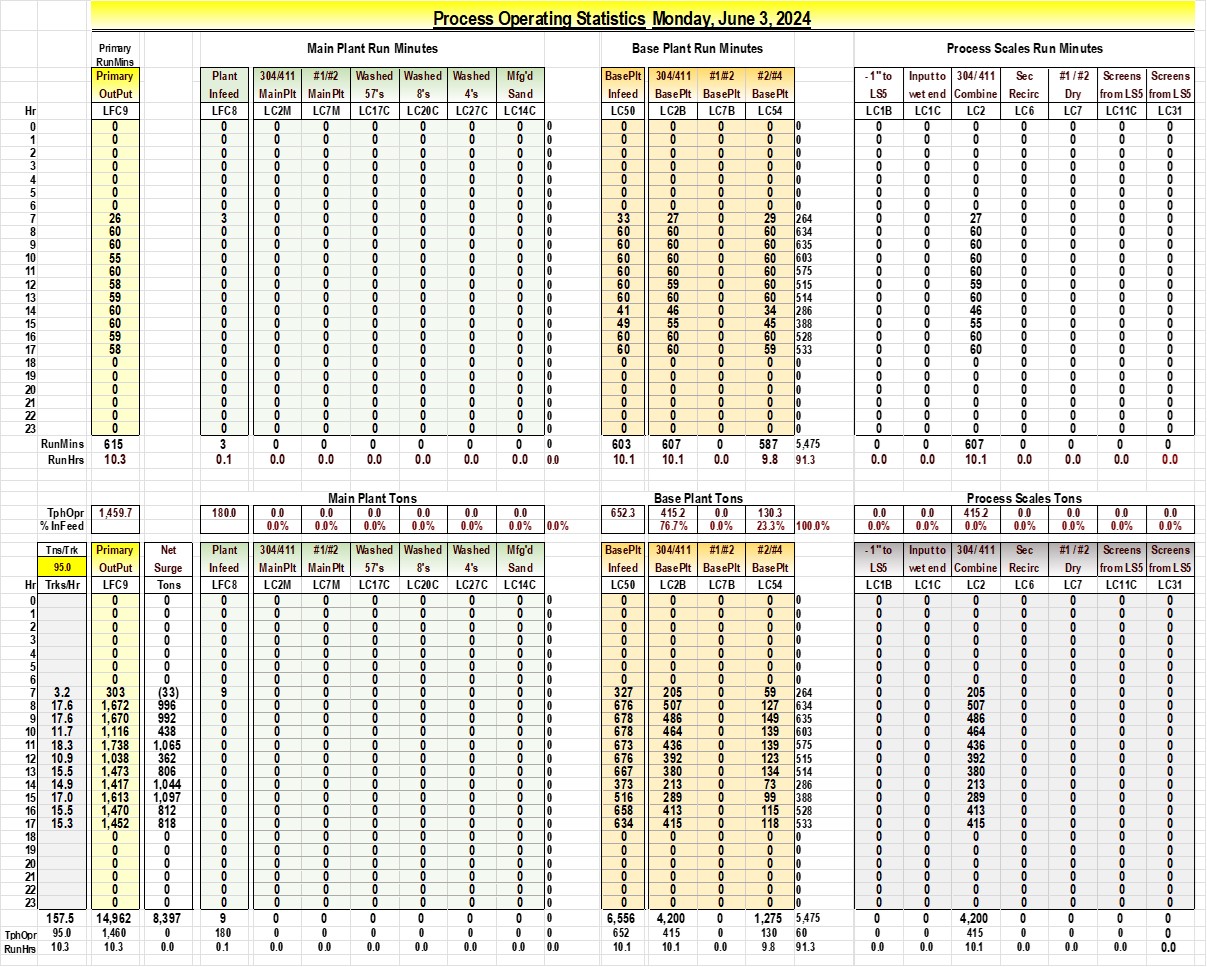 Process Operating Statistics Monday, June 3, 2024
Primary Main Plant Run Minutes Base Plant Run Minutes Process Scales Run Minutes
RunMins
Primary Plant 304/411 #1/#2 Washed Washed Washed Mfg'd BasePlt 304/411 #1/#2 #2/#4 -1" to Input to 304/411 Sec #1/#2 Screens Screens
OutPut Infeed MainPlt MainPlt 57's 8's 4's Sand Infeed BasePlt BasePlt BasePlt LS5 wet end Combine Recirc Dry from LS5 from LS5
Hr LFC9 LFC8 LC2M LC7M LC17C LC20C LC27C LC14C LC50 LC2B LC7B LC54 LC1B LC1C LC2 LC6 LC7 LC11C LC31
0 0 0 0 0 0 0 0 0 0 0 0 0 0 0 0 0 0 0 0 0 0
1 0 0 0 0 0 0 0 0 0 0 0 0 0 0 0 0 0 0 0 0 0
2 0 0 0 0 0 0 0 0 0 0 0 0 0 0 0 0 0 0 0 0 0
3 0 0 0 0 0 0 0 0 0 0 0 0 0 0 0 0 0 0 0 0 0
4 0 0 0 0 0 0 0 0 0 0 0 0 0 0 0 0 0 0 0 0 0
5 0 0 0 0 0 0 0 0 0 0 0 0 0 0 0 0 0 0 0 0 0
6 0 0 0 0 0 0 0 0 0 0 0 0 0 0 0 0 0 0 0 0 0
7 26 3 0 0 0 0 0 0 0 33 27 0 29 264 0 0 27 0 0 0 0
8 60 0 0 0 0 0 0 0 0 60 60 0 60 634 0 0 60 0 0 0 0
9 60 0 0 0 0 0 0 0 0 60 60 0 60 635 0 0 60 0 0 0 0
10 55 0 0 0 0 0 0 0 0 60 60 0 60 603 0 0 60 0 0 0 0
11 60 0 0 0 0 0 0 0 0 60 60 0 60 575 0 0 60 0 0 0 0
12 58 0 0 0 0 0 0 0 0 60 59 0 60 515 0 0 59 0 0 0 0
13 59 0 0 0 0 0 0 0 0 60 60 0 60 514 0 0 60 0 0 0 0
14 60 0 0 0 0 0 0 0 0 41 46 0 34 286 0 0 46 0 0 0 0
15 60 0 0 0 0 0 0 0 0 49 55 0 45 388 0 0 55 0 0 0 0
16 59 0 0 0 0 0 0 0 0 60 60 0 60 528 0 0 60 0 0 0 0
17 58 0 0 0 0 0 0 0 0 60 60 0 59 533 0 0 60 0 0 0 0
18 0 0 0 0 0 0 0 0 0 0 0 0 0 0 0 0 0 0 0 0 0
19 0 0 0 0 0 0 0 0 0 0 0 0 0 0 0 0 0 0 0 0 0
20 0 0 0 0 0 0 0 0 0 0 0 0 0 0 0 0 0 0 0 0 0
21 0 0 0 0 0 0 0 0 0 0 0 0 0 0 0 0 0 0 0 0 0
22 0 0 0 0 0 0 0 0 0 0 0 0 0 0 0 0 0 0 0 0 0
23 0 0 0 0 0 0 0 0 0 0 0 0 0 0 0 0 0 0 0 0 0
RunMins 615 3 0 0 0 0 0 0 0 603 607 0 587 5,475 0 0 607 0 0 0 0
RunHrs 10.3 0.1 0.0 0.0 0.0 0.0 0.0 0.0 0.0 10.1 10.1 0.0 9.8 91.3 0.0 0.0 10.1 0.0 0.0 0.0 0.0
Main Plant Tons Base Plant Tons Process Scales Tons
TphOpr 1,459.7 180.0 0.0 0.0 0.0 0.0 0.0 0.0 652.3 415.2 0.0 130.3 0.0 0.0 415.2 0.0 0.0 0.0 0.0
% InFeed 0.0% 0.0% 0.0% 0.0% 0.0% 0.0% 0.0% 76.7% 0.0% 23.3% 100.0% 0.0% 0.0% 0.0% 0.0% 0.0% 0.0% 0.0%
Tns/Trk Primary Net Plant 304/411 #1/#2 Washed Washed Washed Mfg'd BasePlt 304/411 #1/#2 #2/#4 -1" to Input to 304/411 Sec #1/#2 Screens Screens
95.0 OutPut Surge Infeed MainPlt MainPlt 57's 8's 4's Sand Infeed BasePlt BasePlt BasePlt LS5 wet end Combine Recirc Dry from LS5 from LS5
Hr Trks/Hr LFC9 Tons LFC8 LC2M LC7M LC17C LC20C LC27C LC14C LC50 LC2B LC7B LC54 LC1B LC1C LC2 LC6 LC7 LC11C LC31
0 0 0 0 0 0 0 0 0 0 0 0 0 0 0 0 0 0 0 0 0 0 0
1 0 0 0 0 0 0 0 0 0 0 0 0 0 0 0 0 0 0 0 0 0 0
2 0 0 0 0 0 0 0 0 0 0 0 0 0 0 0 0 0 0 0 0 0 0
3 0 0 0 0 0 0 0 0 0 0 0 0 0 0 0 0 0 0 0 0 0 0
4 0 0 0 0 0 0 0 0 0 0 0 0 0 0 0 0 0 0 0 0 0 0
5 0 0 0 0 0 0 0 0 0 0 0 0 0 0 0 0 0 0 0 0 0 0
6 0 0 0 0 0 0 0 0 0 0 0 0 0 0 0 0 0 0 0 0 0 0
7 3.2 303 (33) 9 0 0 0 0 0 0 0 327 205 0 59 264 0 0 205 0 0 0 0
8 17.6 1,672 996 0 0 0 0 0 0 0 0 676 507 0 127 634 0 0 507 0 0 0 0
9 17.6 1,670 992 0 0 0 0 0 0 0 0 678 486 0 149 635 0 0 486 0 0 0 0
10 11.7 1,116 438 0 0 0 0 0 0 0 0 678 464 0 139 603 0 0 464 0 0 0 0
11 18.3 1,738 1,065 0 0 0 0 0 0 0 0 673 436 0 139 575 0 0 436 0 0 0 0
12 10.9 1,038 362 0 0 0 0 0 0 0 0 676 392 0 123 515 0 0 392 0 0 0 0
13 15.5 1,473 806 0 0 0 0 0 0 0 0 667 380 0 134 514 0 0 380 0 0 0 0
14 14.9 1,417 1,044 0 0 0 0 0 0 0 0 373 213 0 73 286 0 0 213 0 0 0 0
15 17.0 1,613 1,097 0 0 0 0 0 0 0 0 516 289 0 99 388 0 0 289 0 0 0 0
16 15.5 1,470 812 0 0 0 0 0 0 0 0 658 413 0 115 528 0 0 413 0 0 0 0
17 15.3 1,452 818 0 0 0 0 0 0 0 0 634 415 0 118 533 0 0 415 0 0 0 0
18 0 0 0 0 0 0 0 0 0 0 0 0 0 0 0 0 0 0 0 0 0 0
19 0 0 0 0 0 0 0 0 0 0 0 0 0 0 0 0 0 0 0 0 0 0
20 0 0 0 0 0 0 0 0 0 0 0 0 0 0 0 0 0 0 0 0 0 0
21 0 0 0 0 0 0 0 0 0 0 0 0 0 0 0 0 0 0 0 0 0 0
22 0 0 0 0 0 0 0 0 0 0 0 0 0 0 0 0 0 0 0 0 0 0
23 0 0 0 0 0 0 0 0 0 0 0 0 0 0 0 0 0 0 0 0 0 0
157.5 14,962 8,397 9 0 0 0 0 0 0 0 6,556 4,200 0 1,275 5,475 0 0 4,200 0 0 0 0
TphOpr 95.0 1,460 0 180 0 0 0 0 0 0 0 652 415 0 130 60 0 0 415 0 0 0 0
RunHrs 10.3 10.3 0.0 0.1 0.0 0.0 0.0 0.0 0.0 0.0 0.0 10.1 10.1 0.0 9.8 91.3 0.0 0.0 10.1 0.0 0.0 0.0 0.0